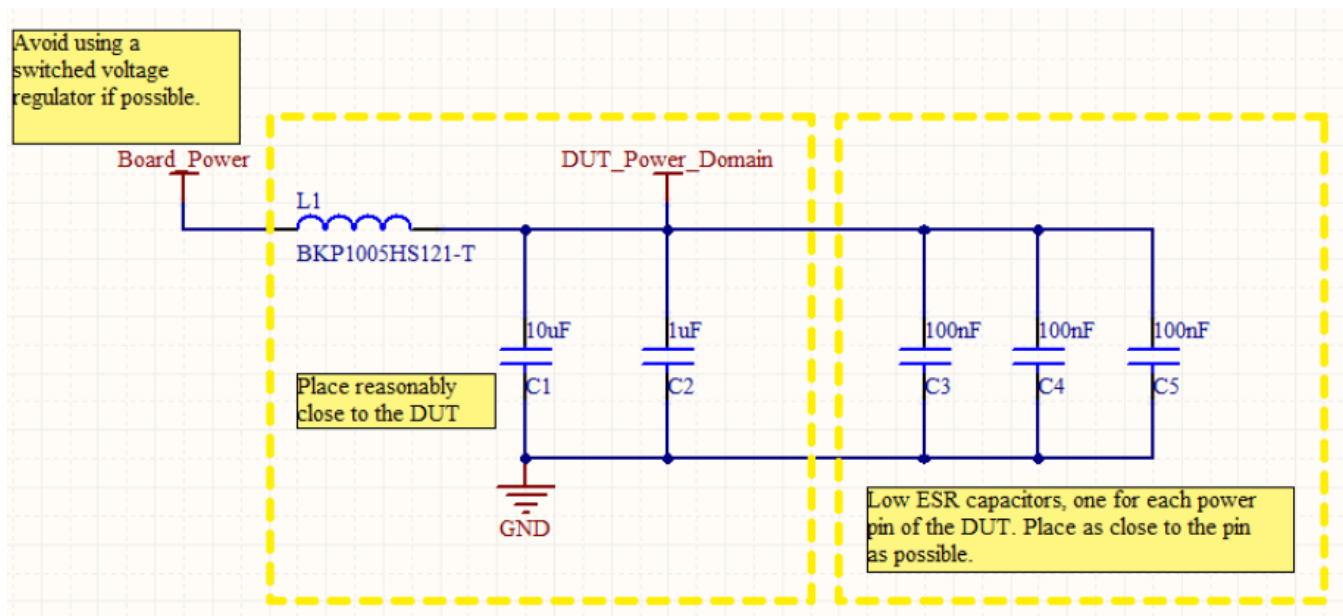 Avoid using a
switched voltage
regulator if possible.
Board_Power
DUT_Power_Domain
L1
BKP1005HS121-T
10uF
1uF
100nF
100nF
100nF
Place reasonably
close to the DUT
C1
C2
C3
C4
C5
GND
Low ESR capacitors, one for each power
pin of the DUT. Place as close to the pin
as possible.